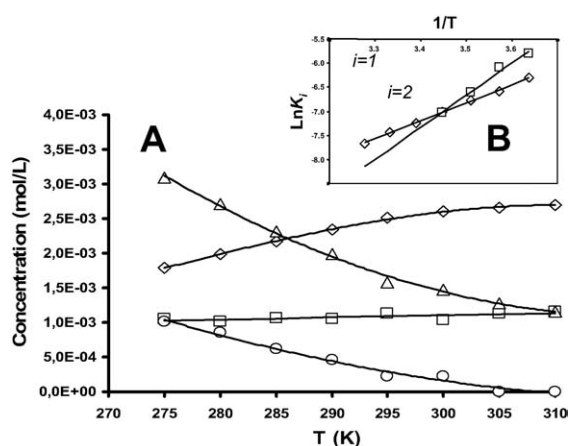 1/T
3.3 3.4 3.5 3.6
-5.5
-6.0
-6.5
-7.0
-7.5
-8.0
LnKi
i=1
i=2
B
A
4,0E-03
3,5E-03
3,0E-03
2,5E-03
2,0E-03
1,5E-03
1,0E-03
5,0E-04
0,0E+00
Concentration (mol/L)
270 275 280 285 290 295 300 305 310
T (K)